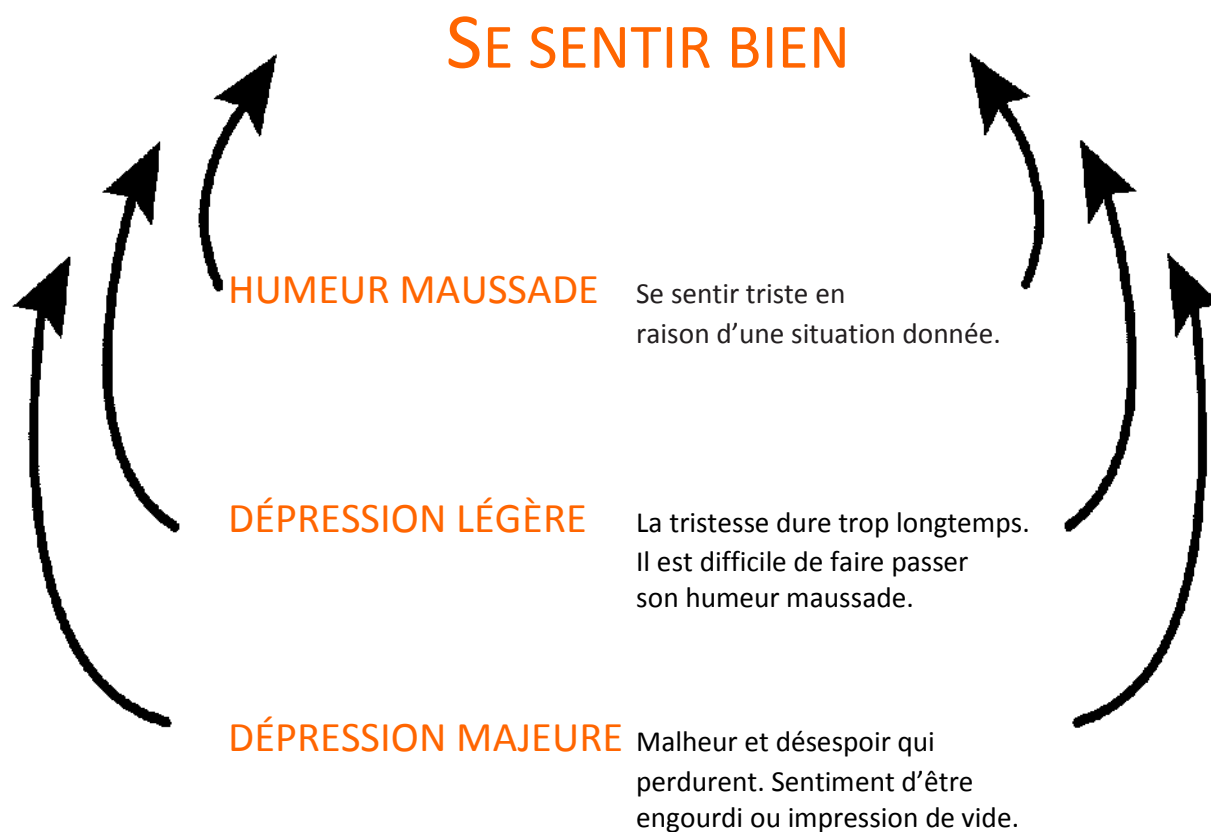 SE SENTIR BIEN
HUMEUR MAUSSADE Se sentir triste en
raison d’une situation donnée.
DÉPRESSION LÉGÈRE La tristesse dure trop longtemps.
Il est difficile de faire passer
son humeur maussade.
DÉPRESSION MAJEURE Malheur et désespoir qui
perdurent. Sentiment d’être
engourdi ou impression de vide.